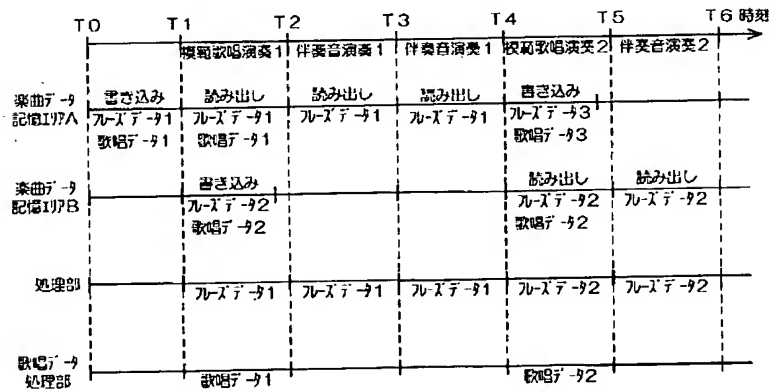 T0 T1 T2 T3 T4 T5 T6 時刻
模範歌唱演奏1 伴奏音演奏1 伴奏音演奏1 模範歌唱演奏2 伴奏音演奏2
書き込み 読み出し 読み出し 読み出し 書き込み
楽曲データ
記憶エリアA
フレーズデータ1 フレーズデータ1 フレーズデータ1 フレーズデータ1 フレーズデータ3
歌唱データ1 歌唱データ1 歌唱データ3
書き込み 読み出し 読み出し
楽曲データ
記憶エリアB
フレーズデータ2 フレーズデータ2 フレーズデータ2
歌唱データ2 歌唱データ2
処理部
フレーズデータ1 フレーズデータ1 フレーズデータ1 フレーズデータ2 フレーズデータ2
歌唱データ
処理部
歌唱データ1 歌唱データ2